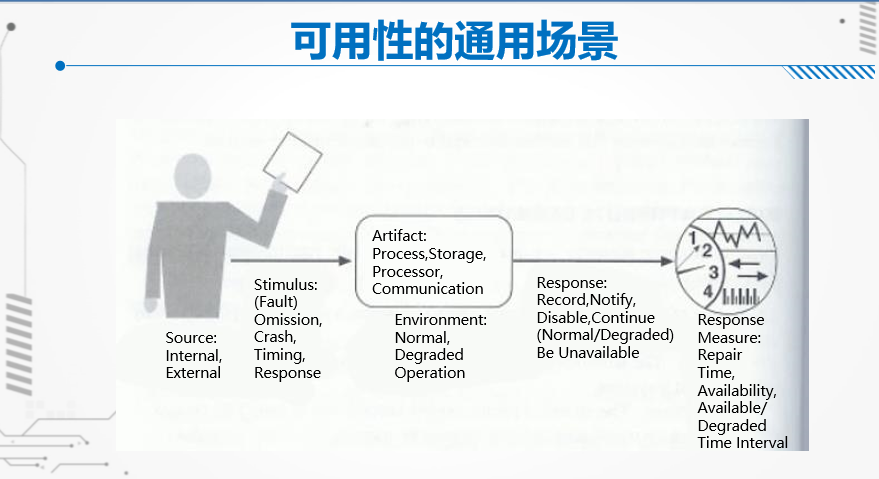 可用性的通用场景
Artifact:
Process,Storage,
Processor,
Communication
1
2
3
4
Stimulus:
(Fault)
Omission,
Crash,
Timing,
Response
Response:
Record,Notify,
Disable,Continue
(Normal/Degraded)
Be Unavailable
Source:
Internal,
External
Environment:
Normal,
Degraded
Operation
Response
Measure:
Repair
Time,
Availability,
Available/
Degraded
Time Interval